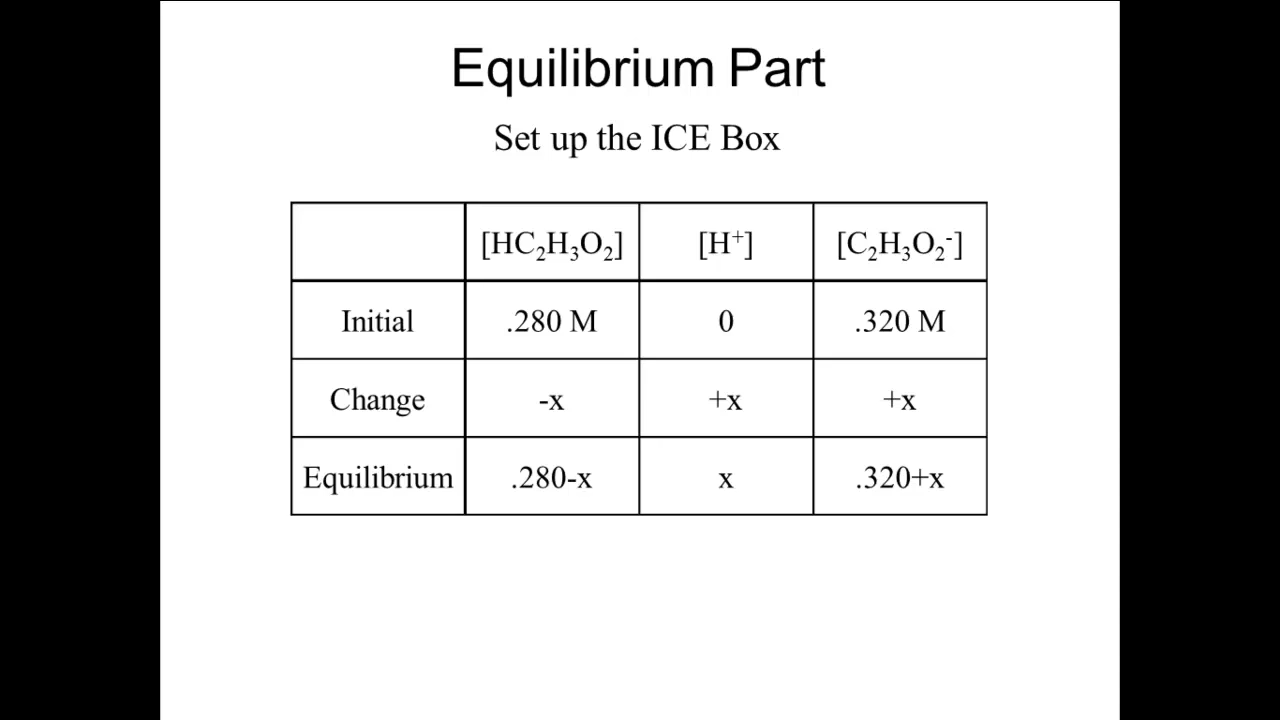 Equilibrium Part
Set up the ICE Box
[HC₂H₃O₂] [H⁺] [C₂H₃O₂⁻]
Initial .280 M 0 .320 M
Change -x +x +x
Equilibrium .280-x x .320+x